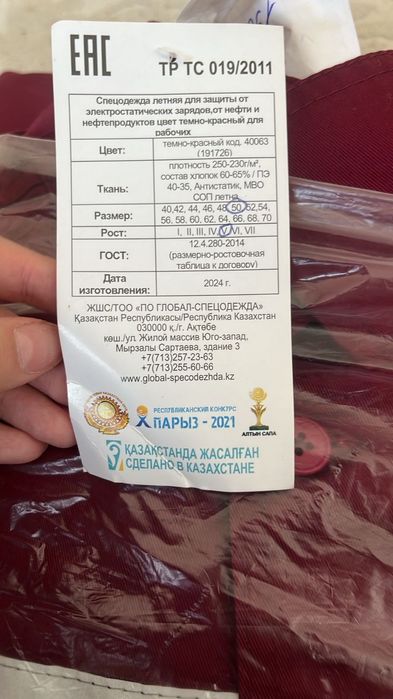 EAC
ТР ТС 019/2011
Спецодежда летняя для защиты от
электростатических зарядов,от нефти и
нефтепродуктов цвет темно-красный для
рабочих
Цвет: темно-красный код. 40063
(191726)
Ткань: плотность 250-230г/м²,
состав хлопок 60-65% / ПЭ
40-35, Антистатик, МВО
СОП летна
Размер: 40,42, 44, 46, 48, 50, 52,54,
56, 58, 60, 62, 64, 66, 68, 70
Рост: I, II, III, IV, V, VI, VII
ГОСТ: 12.4.280-2014
(размерно-ростовочная
таблица к договору)
Дата
изготовления: 2024 г.
ЖШС/ТОО «ПО ГЛОБАЛ-СПЕЦОДЕЖДА»
Қазақстан Республикасы/Республика Казахстан
030000 қ./г. Ақтөбе
көш./ул. Жилой массив Юго-запад,
Мырзалы Сартаева, здание 3
+7(713)257-23-63
+7(713)255-60-66
www.global-specodezhda.kz
РЕСПУБЛИКАНСКИЙ КОНКУРС
ПАРЫЗ - 2021
АЛТЫН САПА
ҚАЗАҚСТАНДА ЖАСАЛҒАН
СДЕЛАНО В КАЗАХСТАНЕ